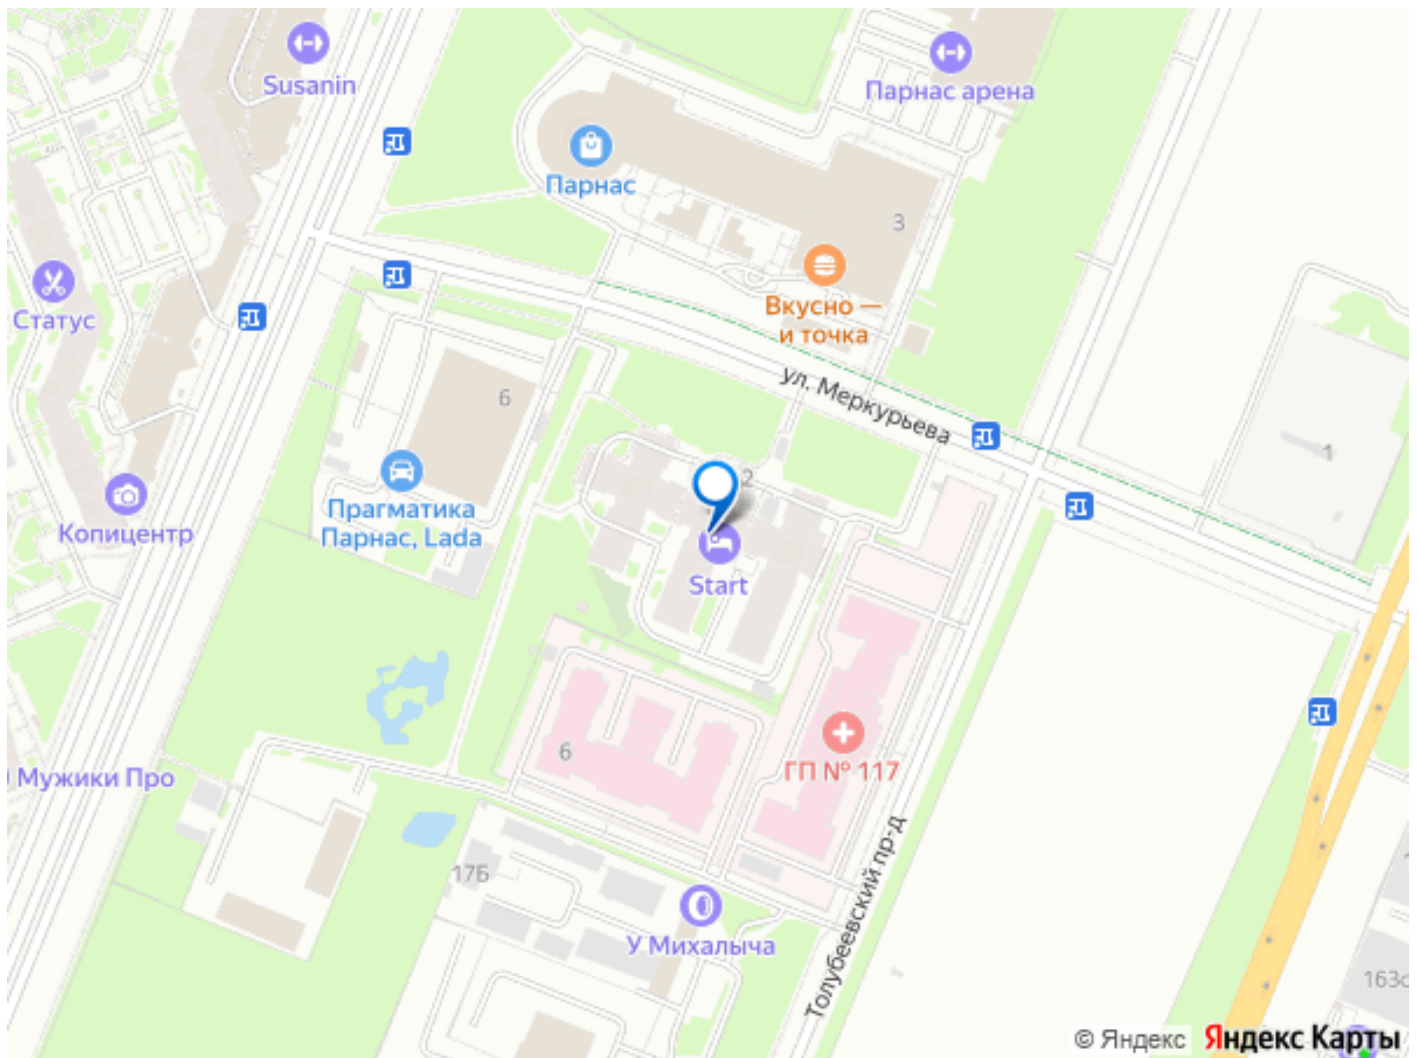 Susanin
Парнас арена
Парнас
3
Вкусно —
и точка
Статус
ул. Меркурьева
6
1
2
Прагматика
Парнас, Lada
Копицентр
Start
6
ГП № 117
Мужики Про
Толубеевский пр-д
17Б
У Михалыча
163с
© Яндекс Яндекс Карты